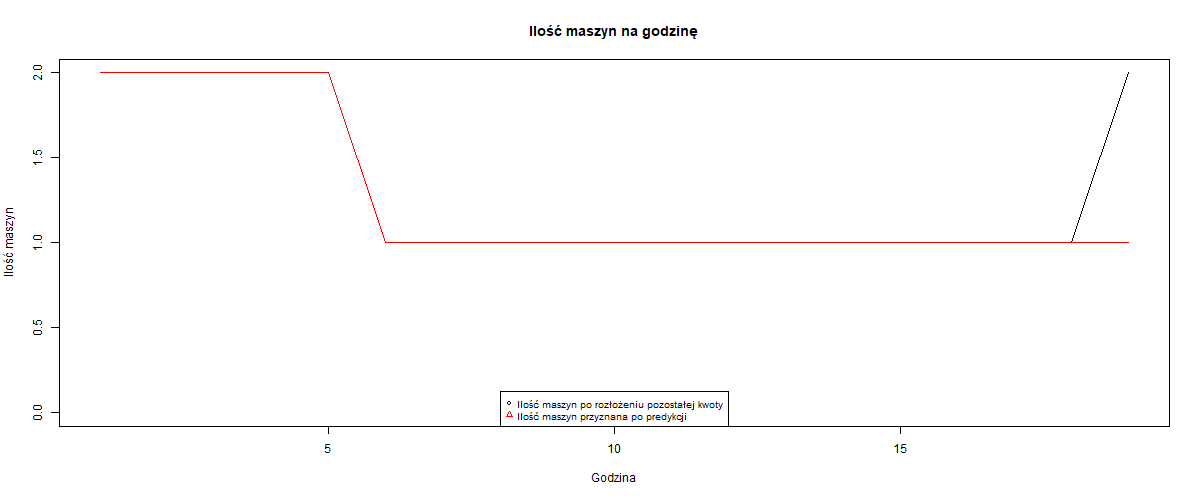 Ilość maszyn na godzinę
Ilość maszyn
2.0
1.5
1.0
0.5
0.0
Ilość maszyn po rozłożeniu pozostałej kwoty
Ilość maszyn przyznana po predykcji
5 10 15
Godzina